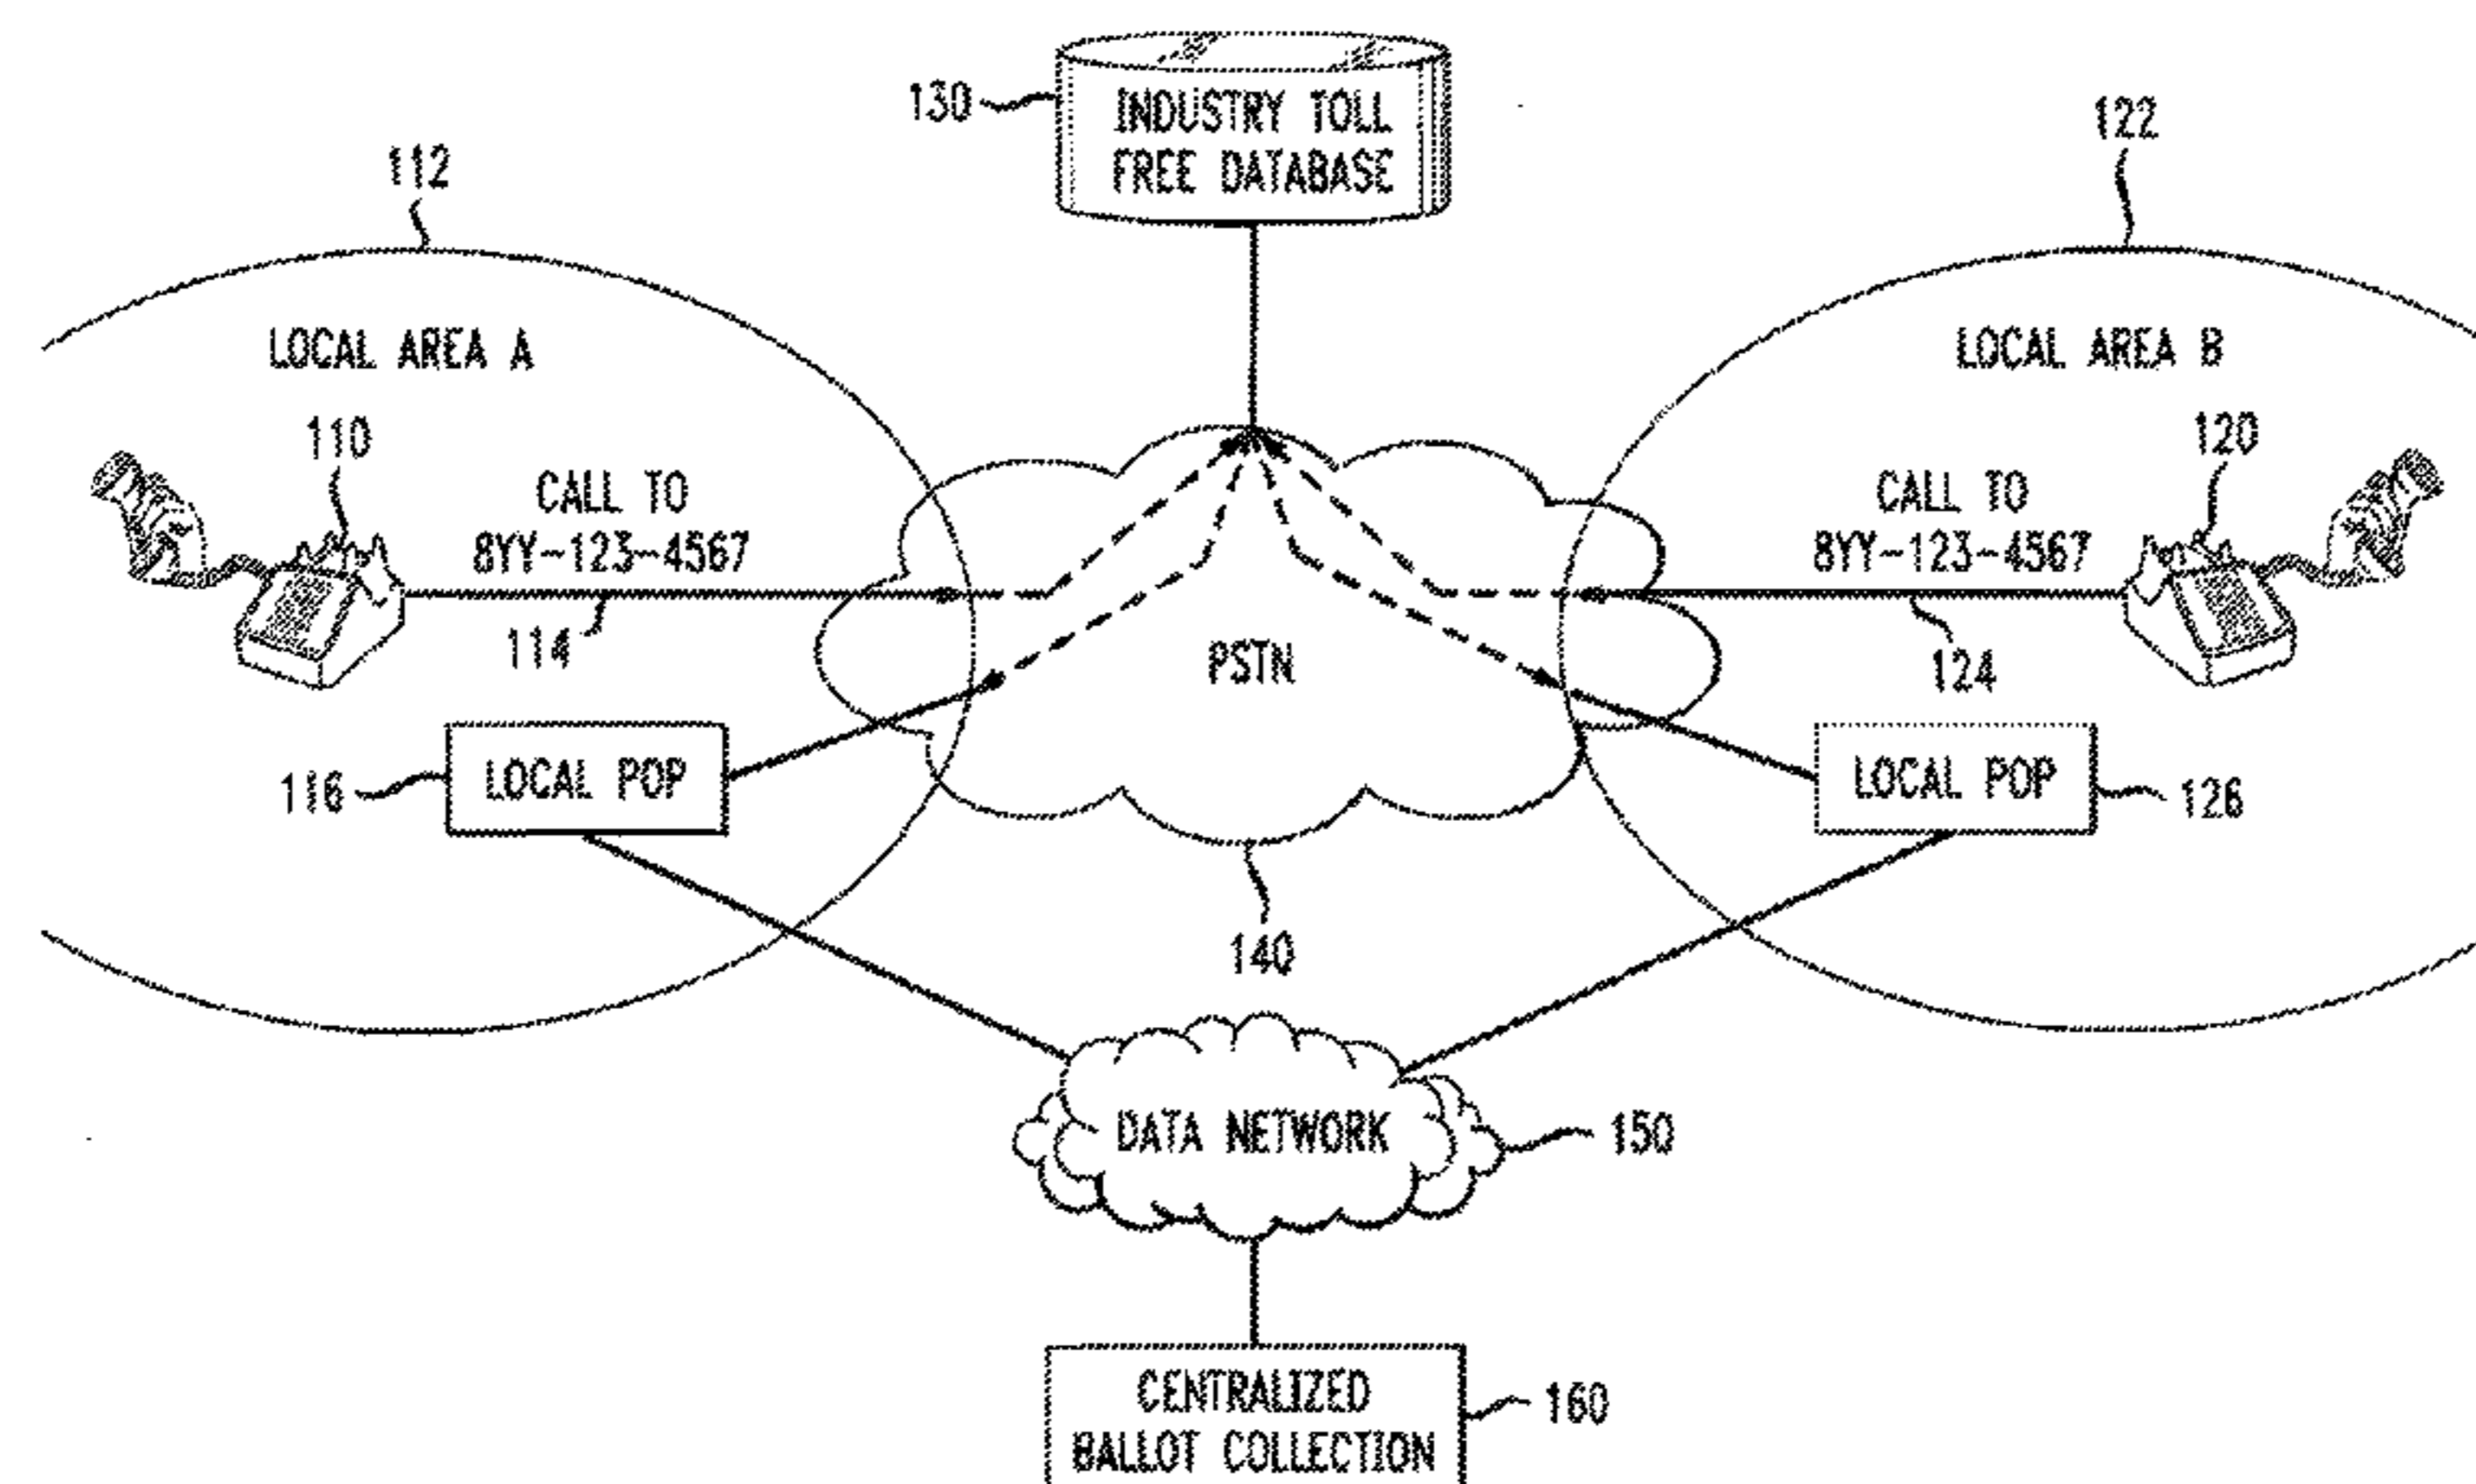 130
INDUSTRY TOLL
FREE DATABASE
112
122
LOCAL AREA A
LOCAL AREA B
110
120
CALL TO
8YY-123-4567
CALL TO
8YY-123-4567
114
PSTN
124
116
LOCAL POP
LOCAL POP
126
140
DATA NETWORK
150
CENTRALIZED
BALLOT COLLECTION
160